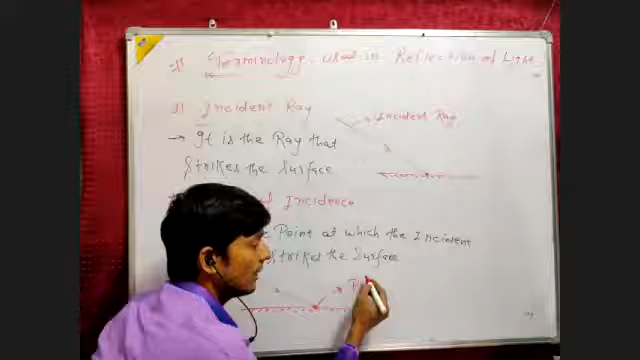 Terminology used in Reflection of Light
1) Incident Ray
→ Incident Ray
→ It is the Ray that
Strikes the Surface
Incidence
Point at which the Incident
Strikes the Surface